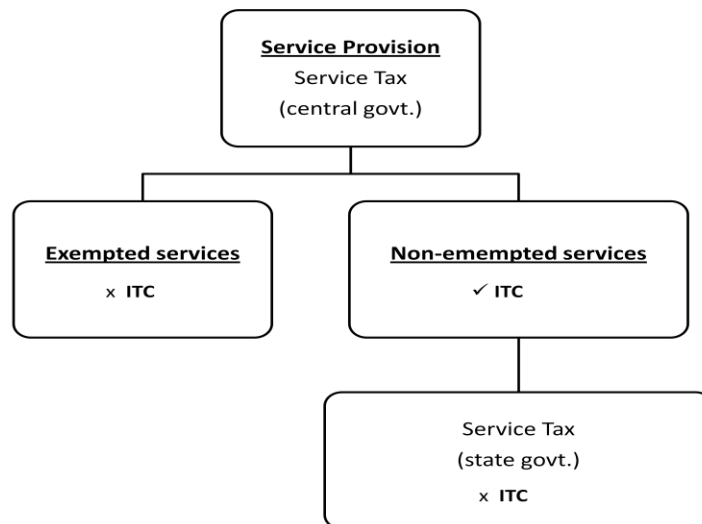 Service Provision
Service Tax
(central govt.)
Exempted services
x ITC
Non-emempted services
✓ ITC
Service Tax
(state govt.)
x ITC